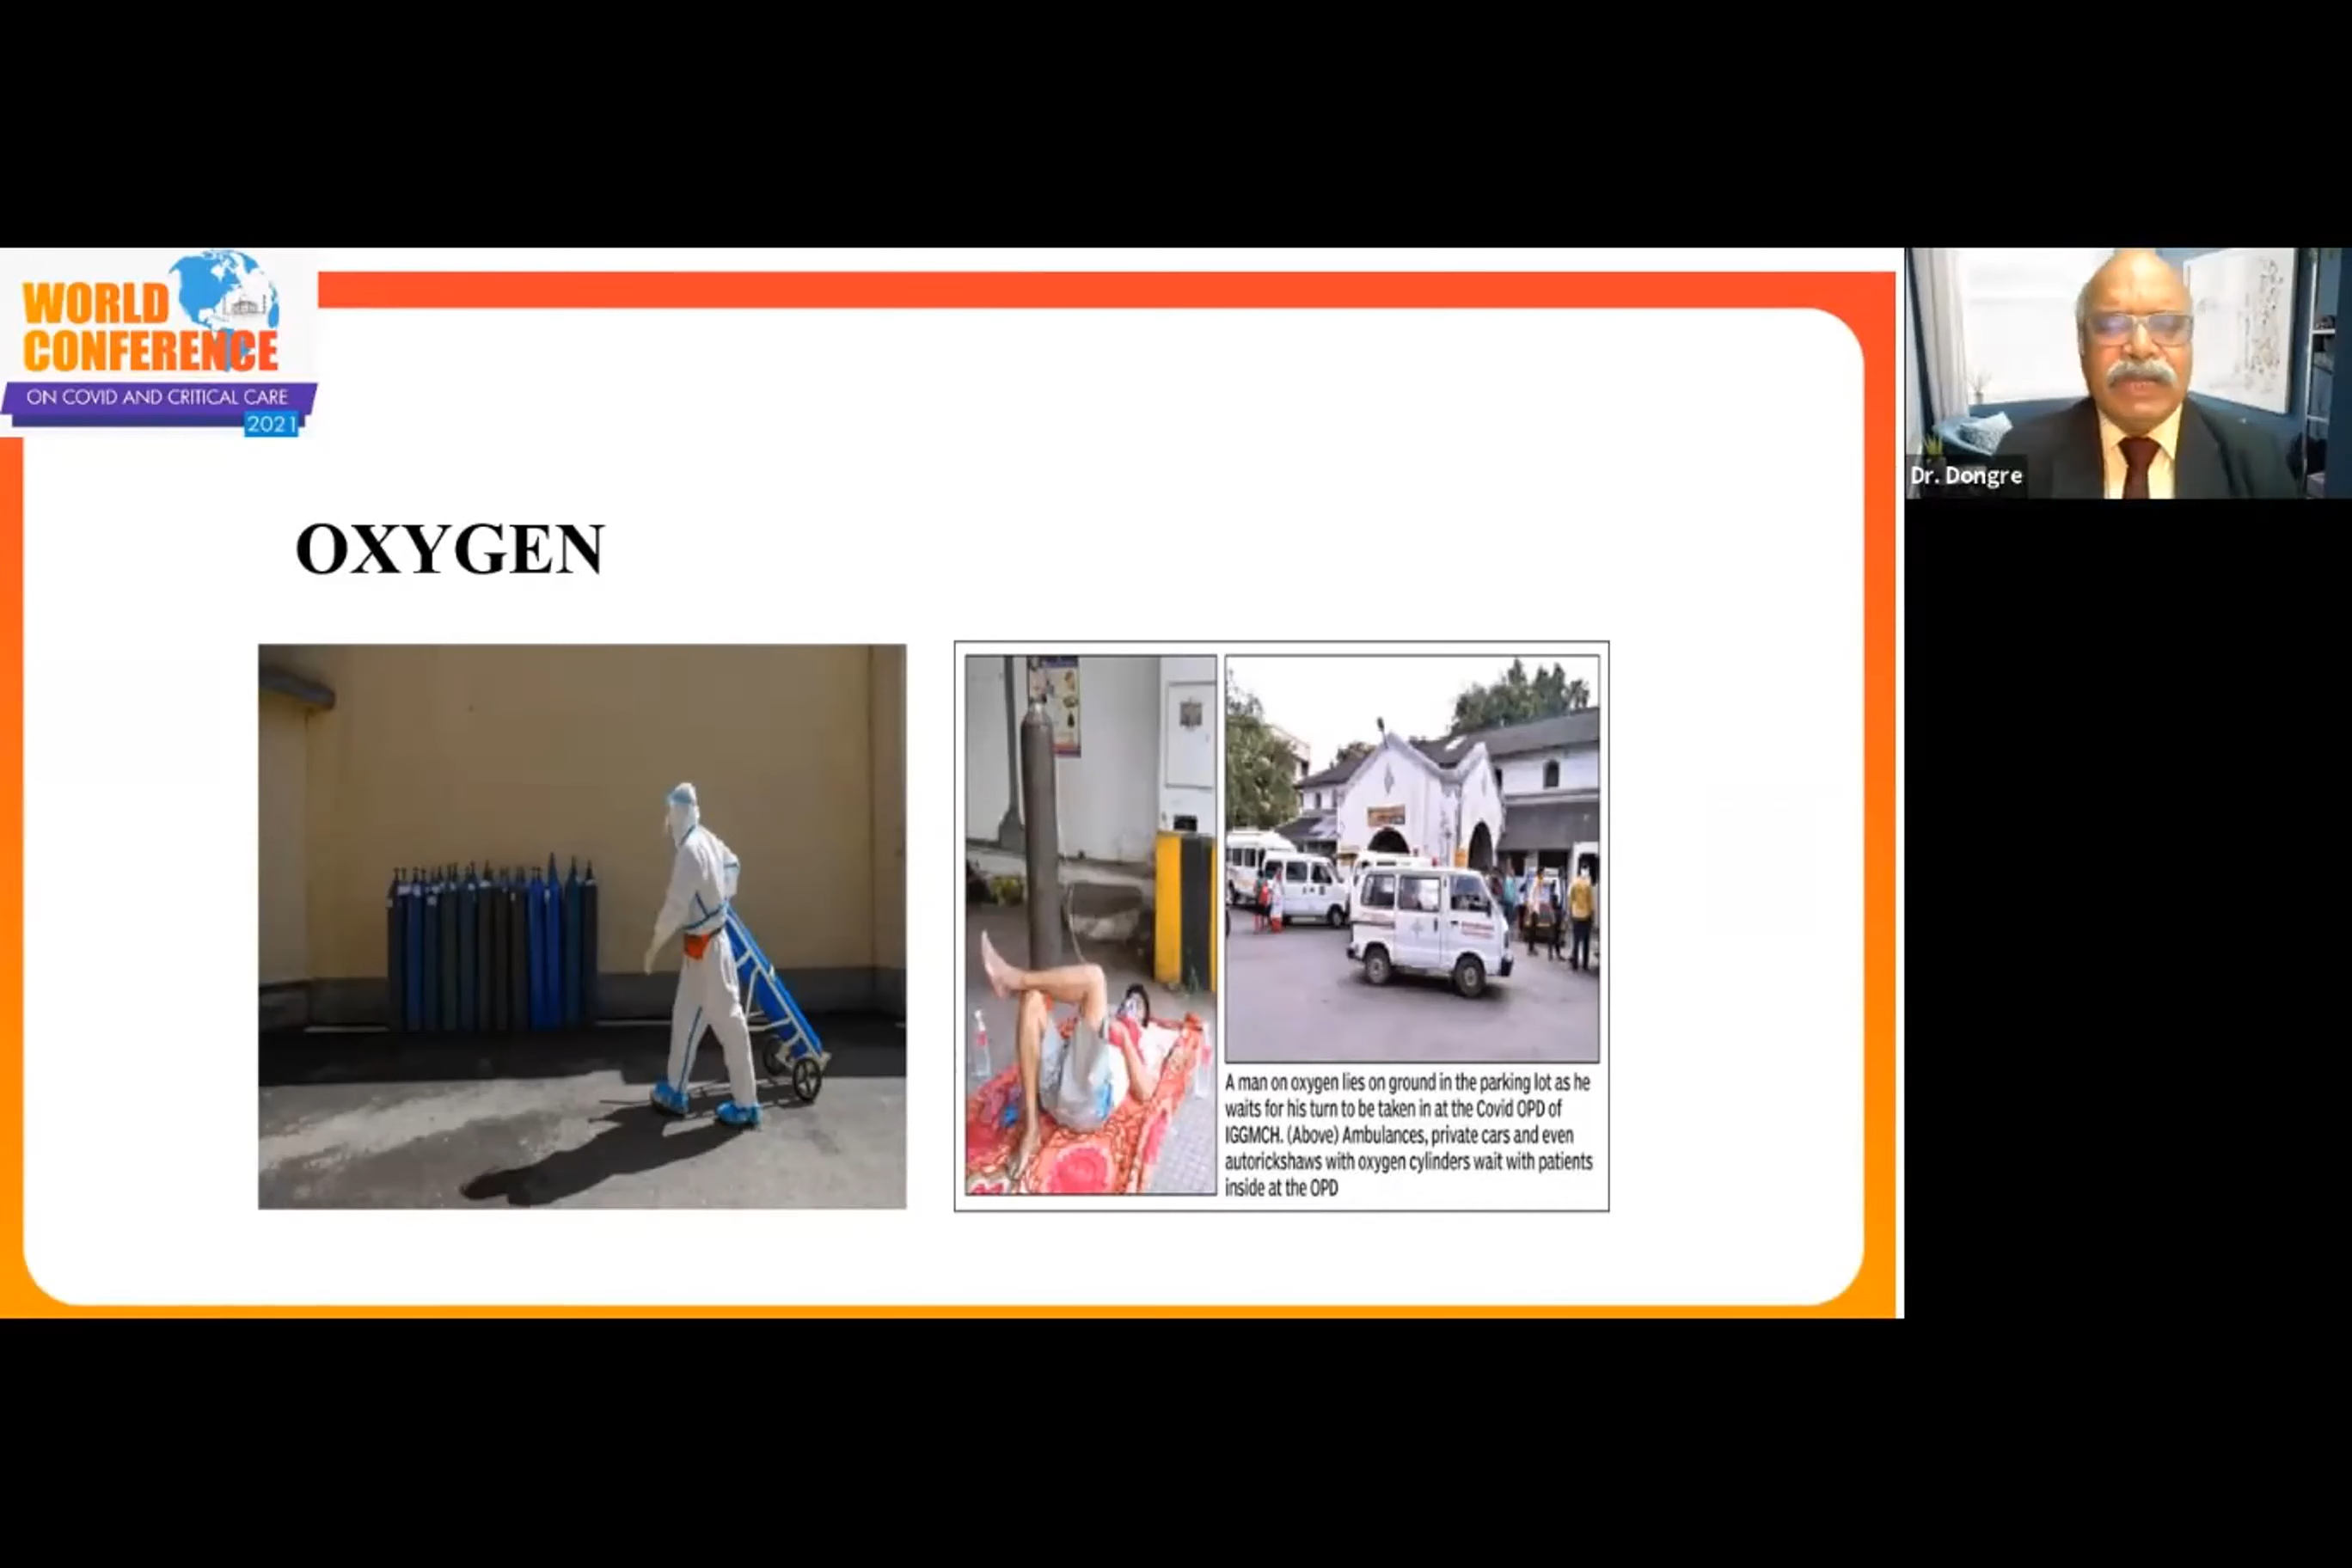 WORLD
CONFERENCE
ON COVID AND CRITICAL CARE
2021
Dr. Dongre
OXYGEN
A man on oxygen lies on ground in the parking lot as he
waits for his turn to be taken in at the Covid OPD of
IGGMCH. (Above) Ambulances, private cars and even
autorickshaws with oxygen cylinders wait with patients
inside at the OPD